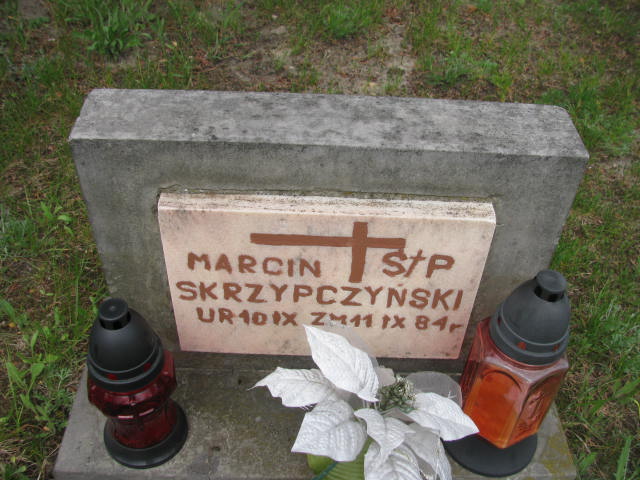 MARCIN Ś†P
SKRZYPCZYŃSKI
UR 10 IX ZM 11 IX 84 r